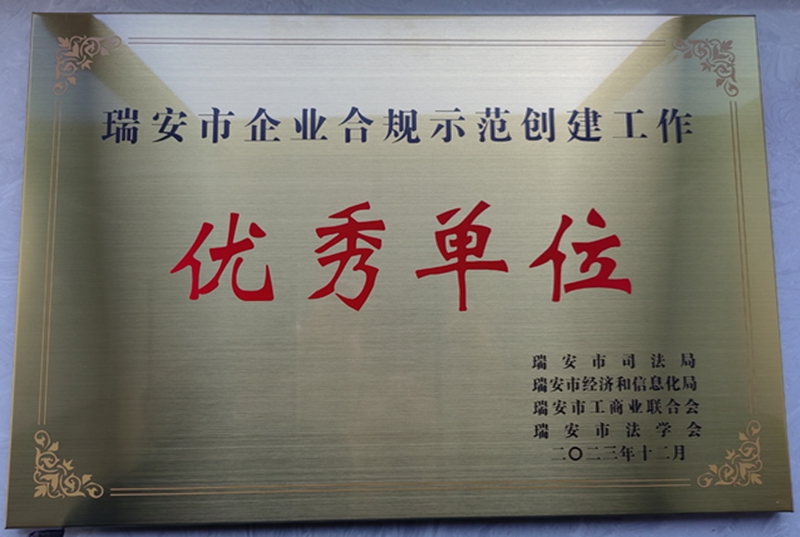 瑞安市企业合规示范创建工作
优秀单位
瑞安市司法局
瑞安市经济和信息化局
瑞安市工商业联合会
瑞安市法学会
二〇二三年十二月